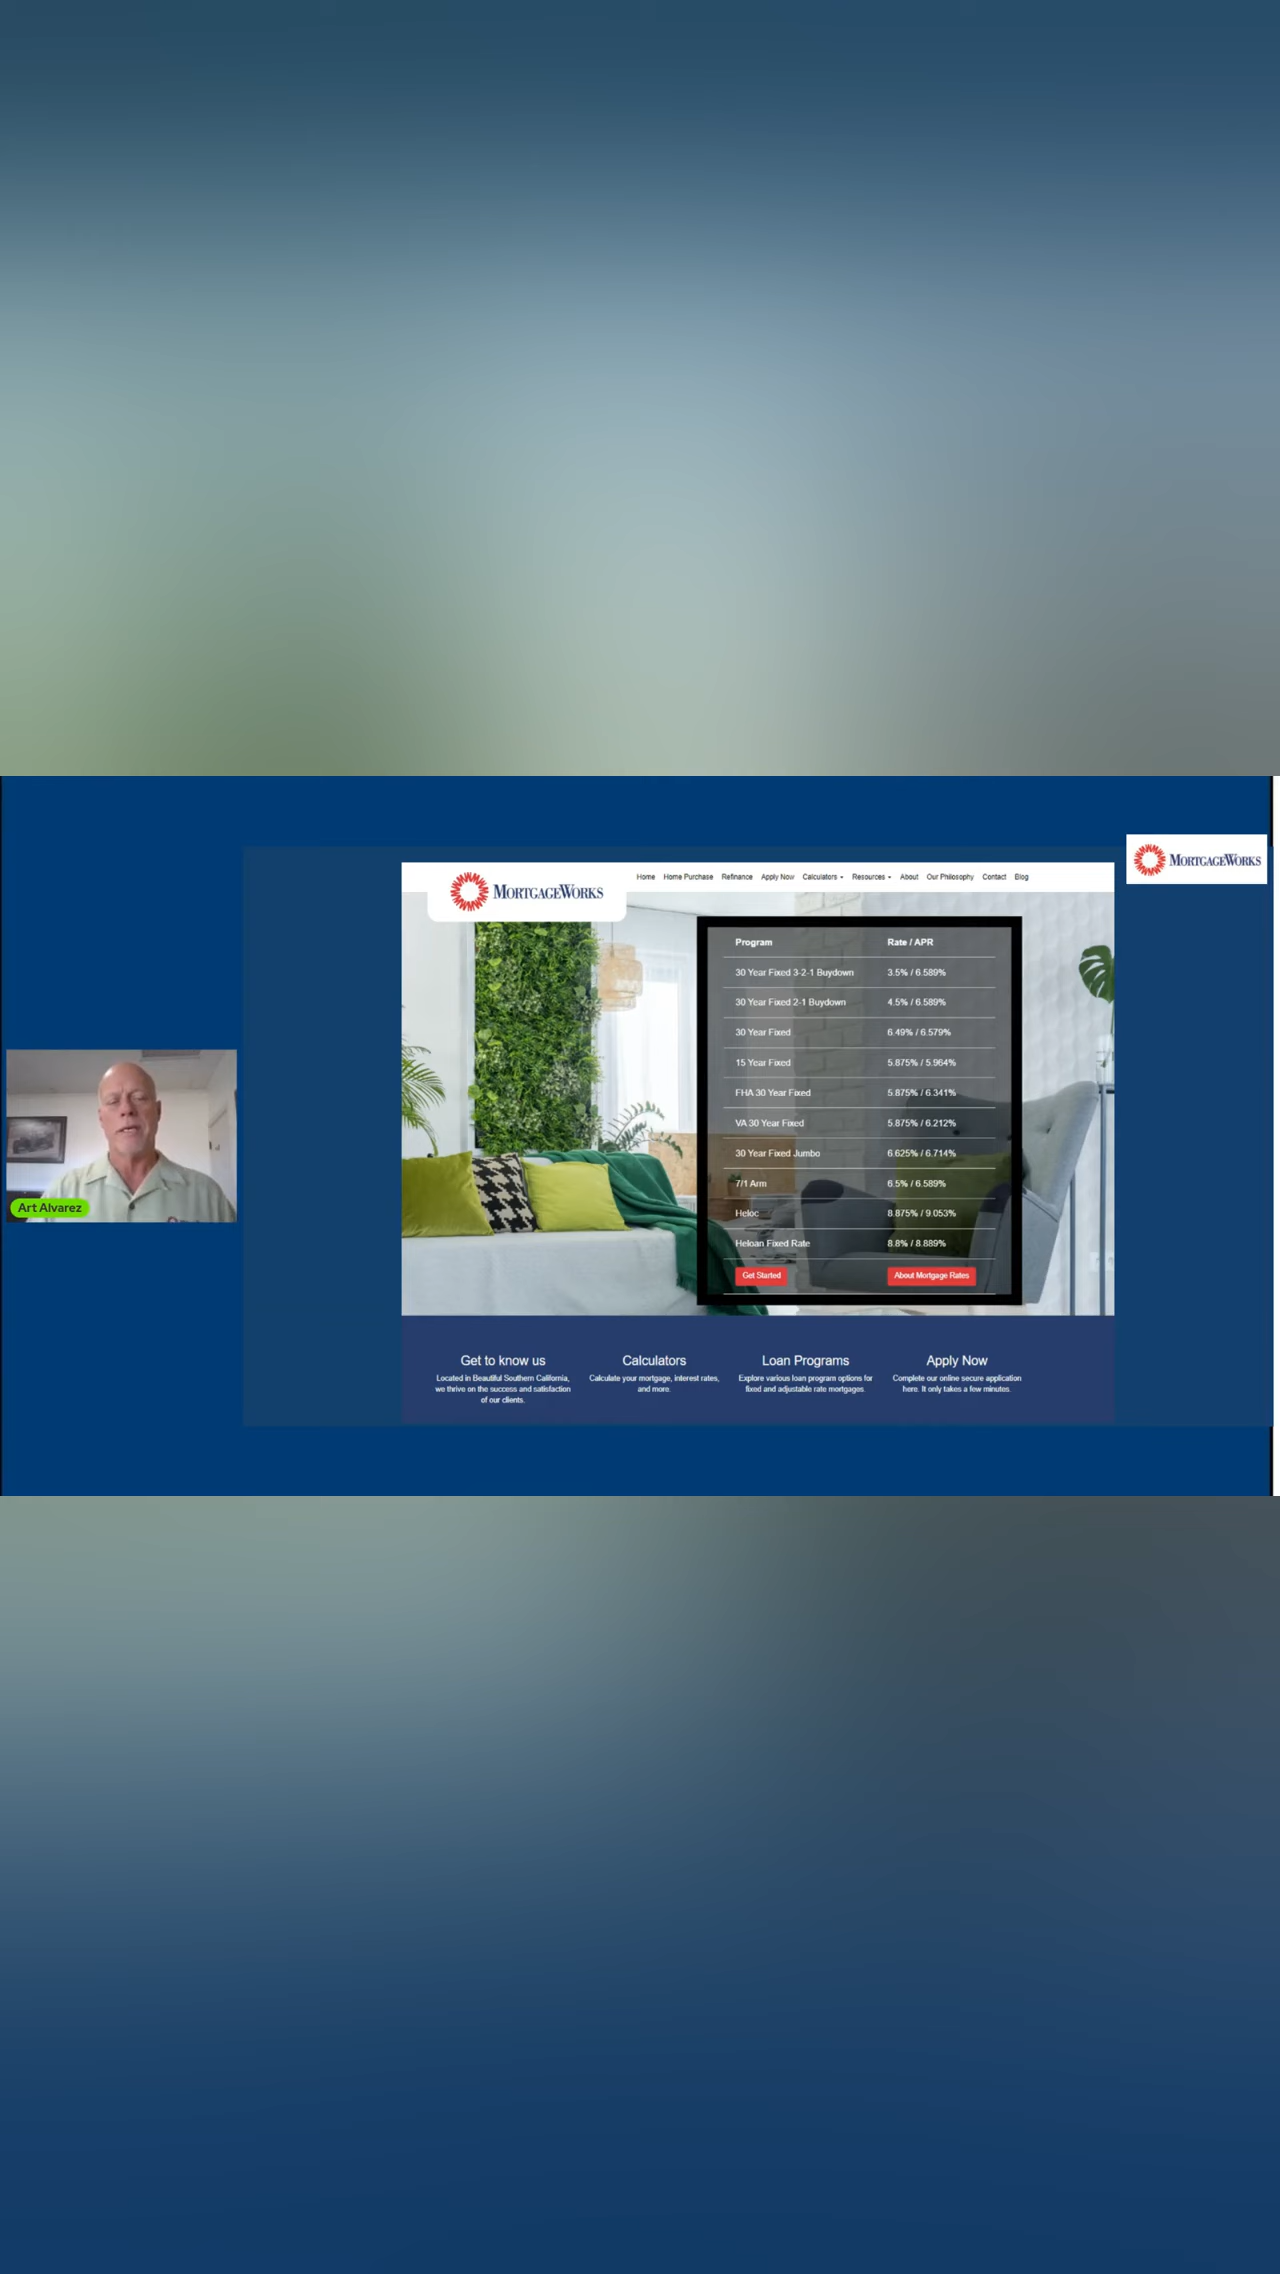 MORTGAGEWORKS
MORTGAGEWORKS
Home Home Purchase Refinance Apply Now Calculators Resources About Our Philosophy Contact Blog
Program Rate / APR
30 Year Fixed 3-2-1 Buydown 3.5% / 6.589%
30 Year Fixed 2-1 Buydown 4.5% / 6.589%
30 Year Fixed 6.49% / 6.579%
15 Year Fixed 5.875% / 5.964%
FHA 30 Year Fixed 5.875% / 6.341%
VA 30 Year Fixed 5.875% / 6.212%
30 Year Fixed Jumbo 6.625% / 6.714%
7/1 Arm 6.5% / 6.589%
Heloc 8.875% / 9.053%
Heloan Fixed Rate 8.8% / 8.889%
Get Started About Mortgage Rates
Art Alvarez
Get to know us
Located in Beautiful Southern California,
we thrive on the success and satisfaction
of our clients.
Calculators
Calculate your mortgage, interest rates,
and more.
Loan Programs
Explore various loan program options for
fixed and adjustable rate mortgages.
Apply Now
Complete our online secure application
here. It only takes a few minutes.